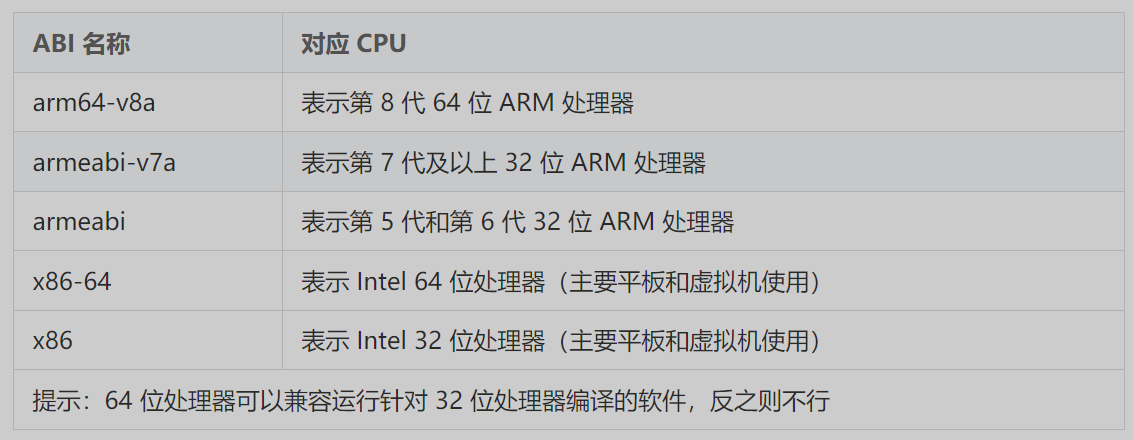 ABI 名称 对应 CPU
arm64-v8a 表示第 8 代 64 位 ARM 处理器
armeabi-v7a 表示第 7 代及以上 32 位 ARM 处理器
armeabi 表示第 5 代和第 6 代 32 位 ARM 处理器
x86-64 表示 Intel 64 位处理器（主要平板和虚拟机使用）
x86 表示 Intel 32 位处理器（主要平板和虚拟机使用）
提示：64 位处理器可以兼容运行针对 32 位处理器编译的软件，反之则不行